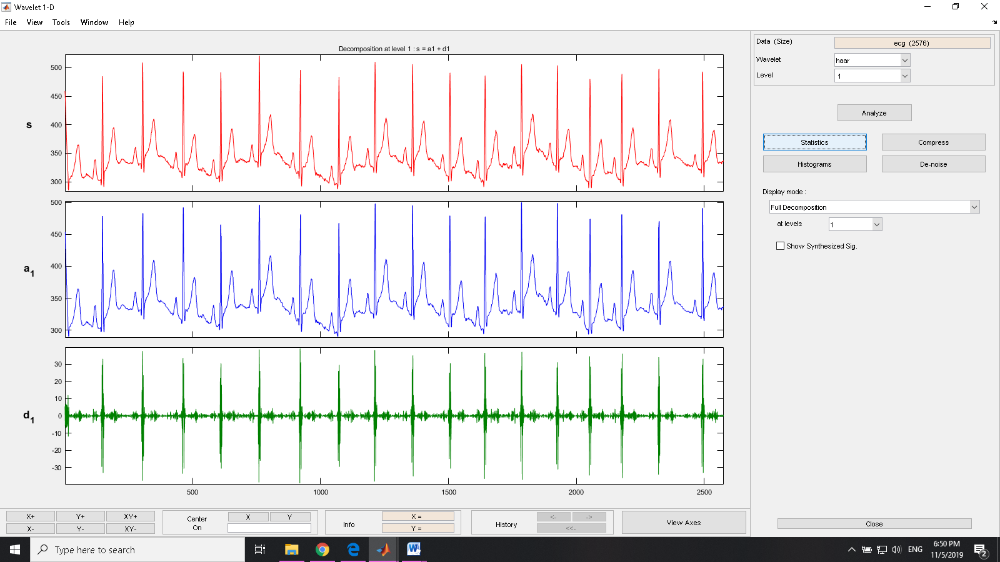 Wavelet 1-D
File View Tools Window Help
Decomposition at level 1 : s = a1 + d1
s
500
450
400
350
300
a1
500
450
400
350
300
d1
30
20
10
0
-10
-20
-30
500 1000 1500 2000 2500
Data (Size) ecg (2576)
Wavelet haar
Level 1
Analyze
Statistics Compress
Histograms De-noise
Display mode :
Full Decomposition
at levels 1
Show Synthesized Sig.
X+ Y+ XY+
X- Y- XY-
Center
On
X Y
Info
X =
Y =
History
<- ->
<<-
View Axes
Close
Type here to search
ENG
6:50 PM
11/5/2019
2